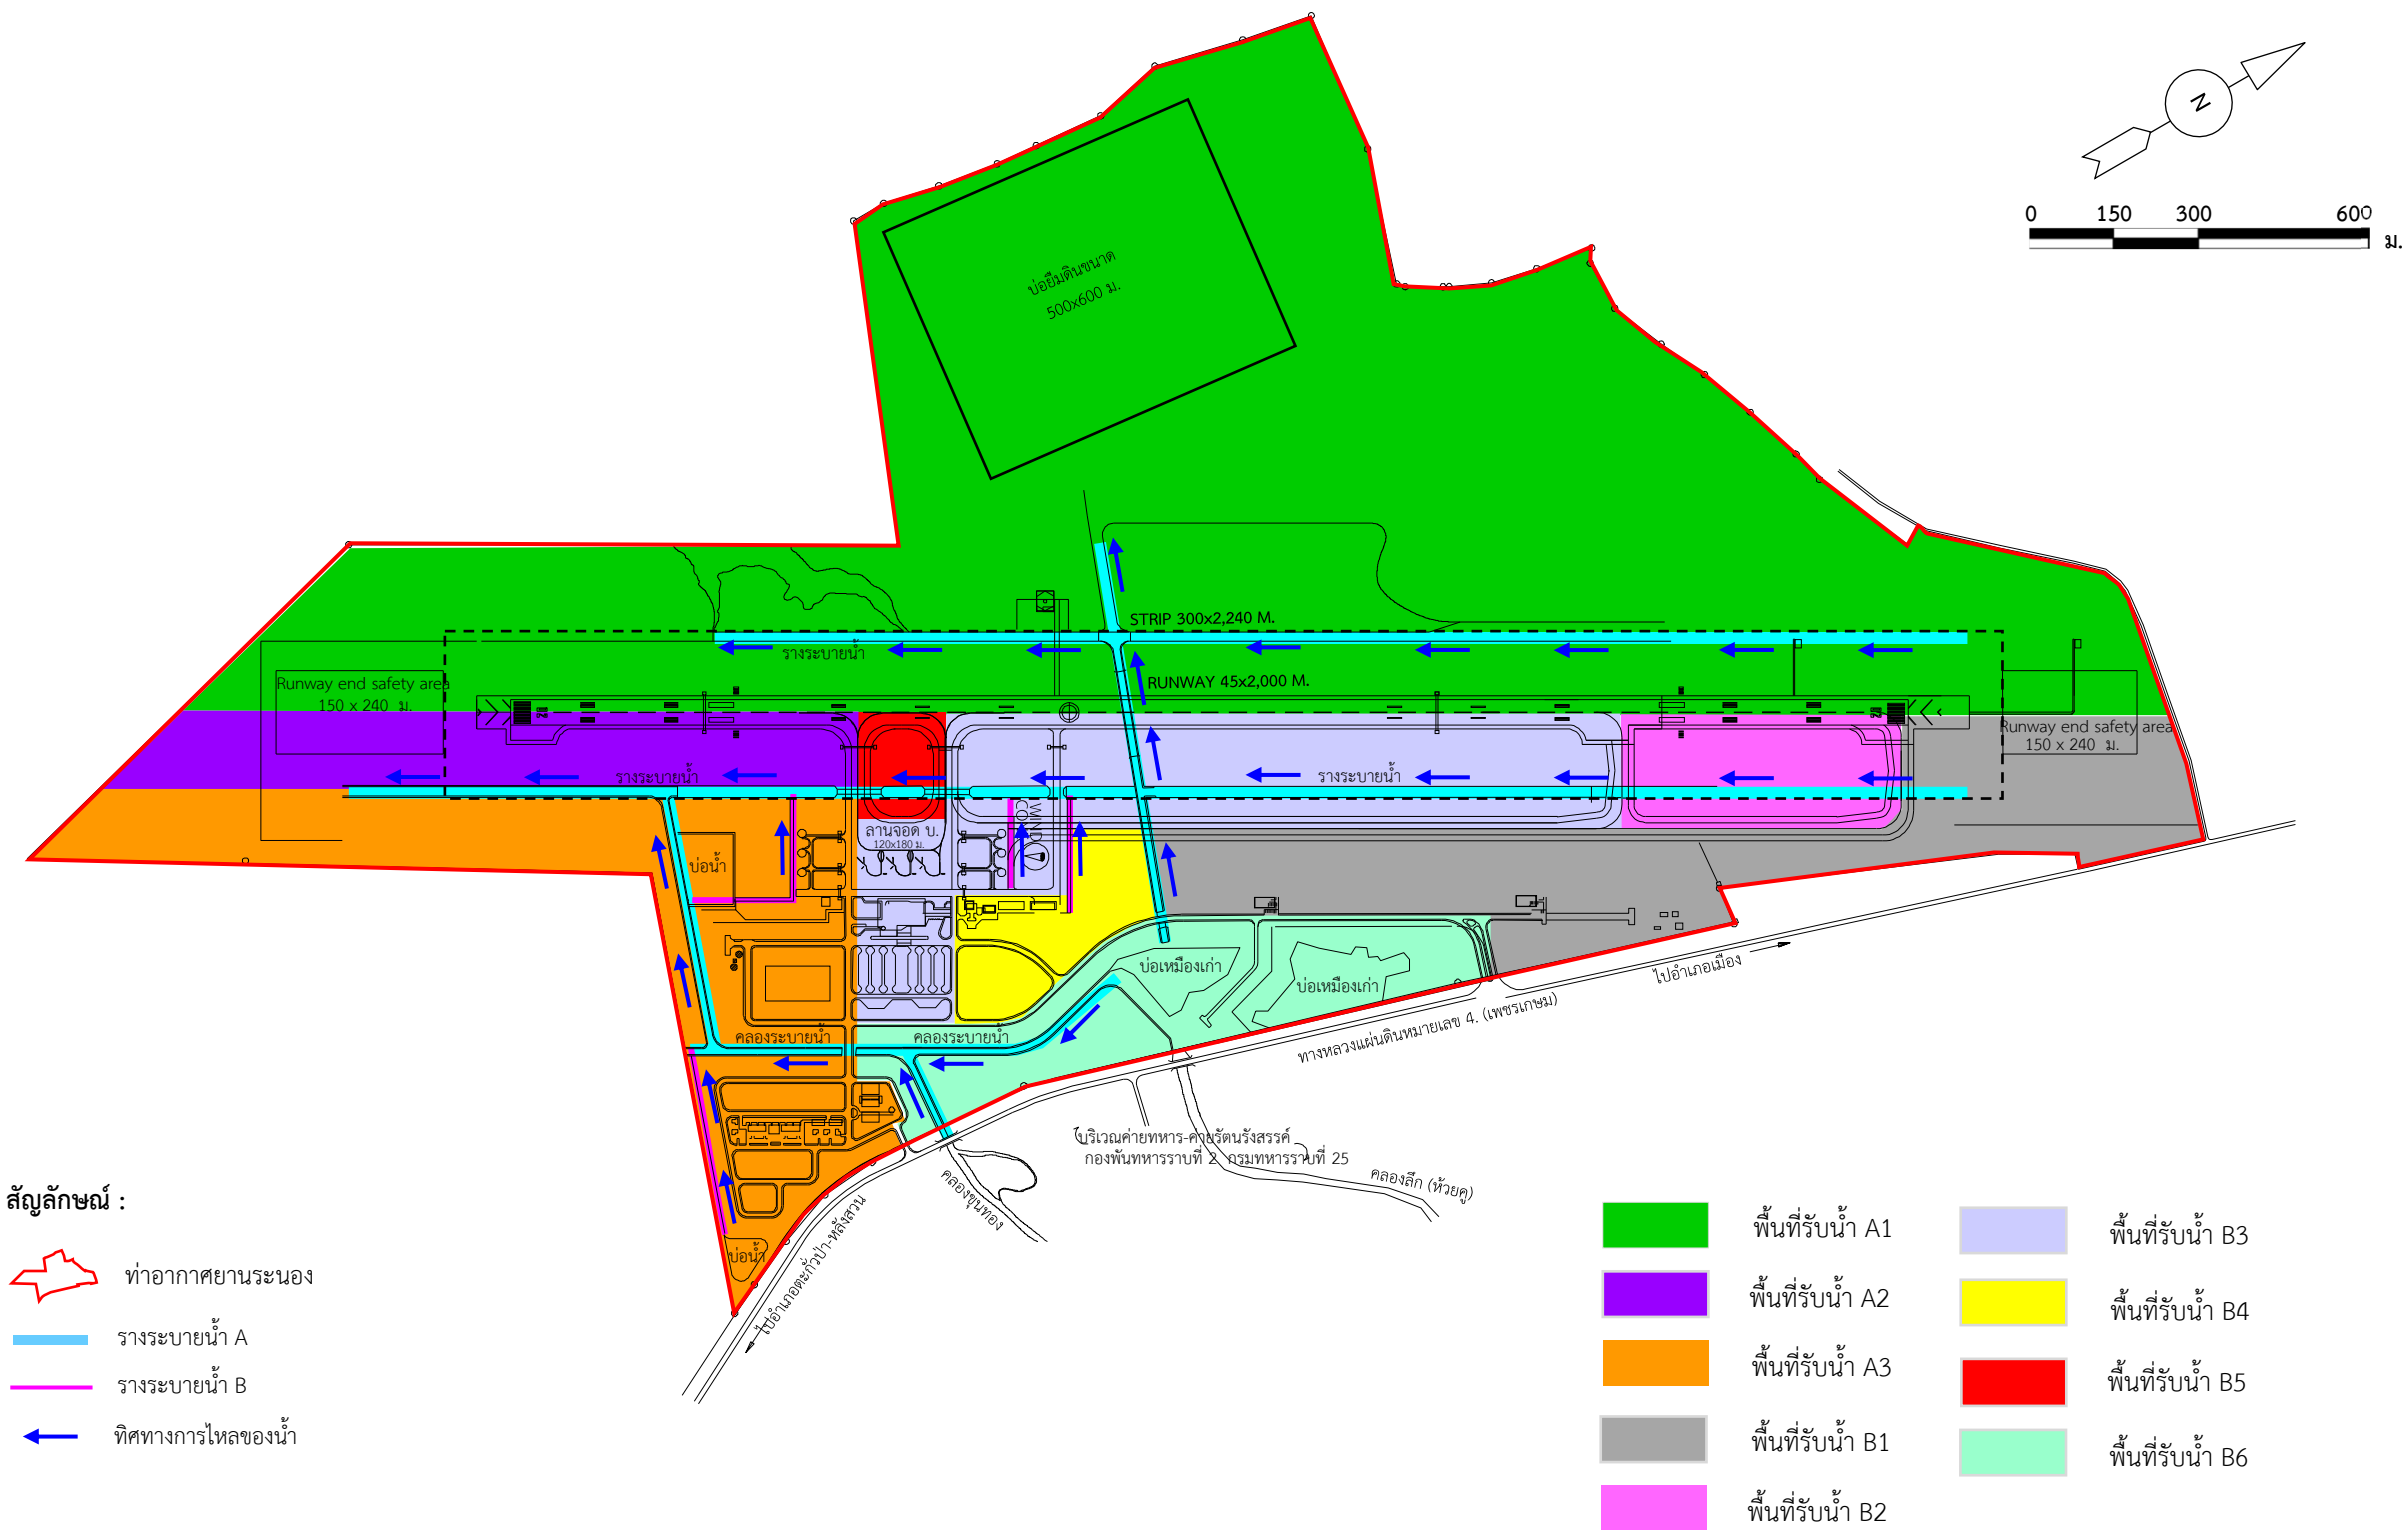 N
0 150 300 600 ม.
บ่อยืมดินขนาด
500x600 ม.
STRIP 300x2,240 M.
รางระบายน้ำ
RUNWAY 45x2,000 M.
Runway end safety area
150 x 240 ม.
Runway end safety area
150 x 240 ม.
รางระบายน้ำ
รางระบายน้ำ
ลานจอด บ.
120x180 ม.
WIND
CO
บ่อน้ำ
บ่อเหมืองเก่า
บ่อเหมืองเก่า
ไปอำเภอเมือง
ทางหลวงแผ่นดินหมายเลข 4. (เพชรเกษม)
คลองระบายน้ำ
คลองระบายน้ำ
บริเวณค่ายทหาร-ค่ายรัตนรังสรรค์
กองพันทหารราบที่ 2 กรมทหารราบที่ 25
คลองลึก (ห้วยคู)
คลองขุนทอง
บ่อน้ำ
ไปอำเภอตะกั่วป่า-หลังสวน
สัญลักษณ์ :
ท่าอากาศยานระนอง
รางระบายน้ำ A
รางระบายน้ำ B
ทิศทางการไหลของน้ำ
พื้นที่รับน้ำ A1
พื้นที่รับน้ำ A2
พื้นที่รับน้ำ A3
พื้นที่รับน้ำ B1
พื้นที่รับน้ำ B2
พื้นที่รับน้ำ B3
พื้นที่รับน้ำ B4
พื้นที่รับน้ำ B5
พื้นที่รับน้ำ B6